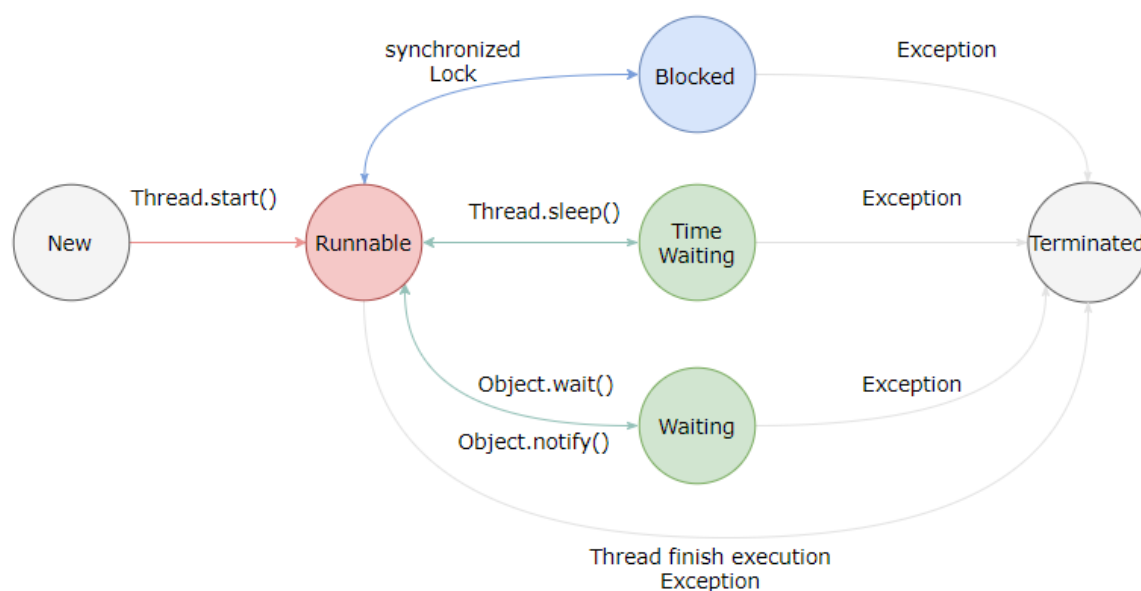 synchronized
Lock
Blocked
Exception
Thread.start()
New
Runnable
Thread.sleep()
Time
Waiting
Exception
Terminated
Object.wait()
Object.notify()
Waiting
Exception
Thread finish execution
Exception